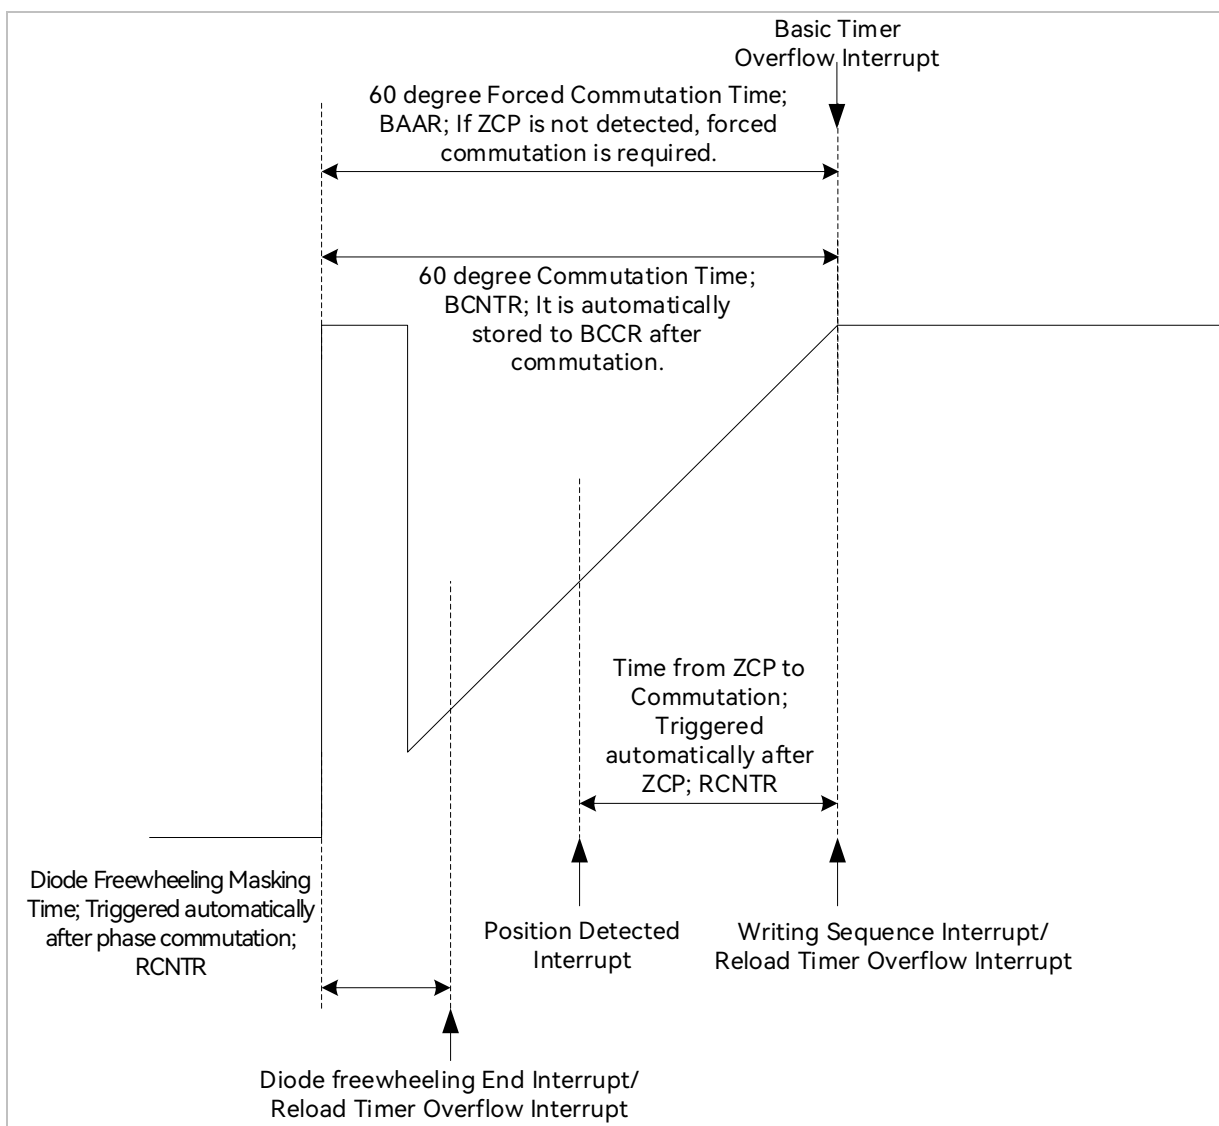 Basic Timer
Overflow Interrupt
60 degree Forced Commutation Time;
BAAR; If ZCP is not detected, forced
commutation is required.
60 degree Commutation Time;
BCNTR; It is automatically
stored to BCCR after
commutation.
Time from ZCP to
Commutation;
Triggered
automatically after
ZCP; RCNTR
Diode Freewheeling Masking
Time; Triggered automatically
after phase commutation;
RCNTR
Position Detected
Interrupt
Writing Sequence Interrupt/
Reload Timer Overflow Interrupt
Diode freewheeling End Interrupt/
Reload Timer Overflow Interrupt